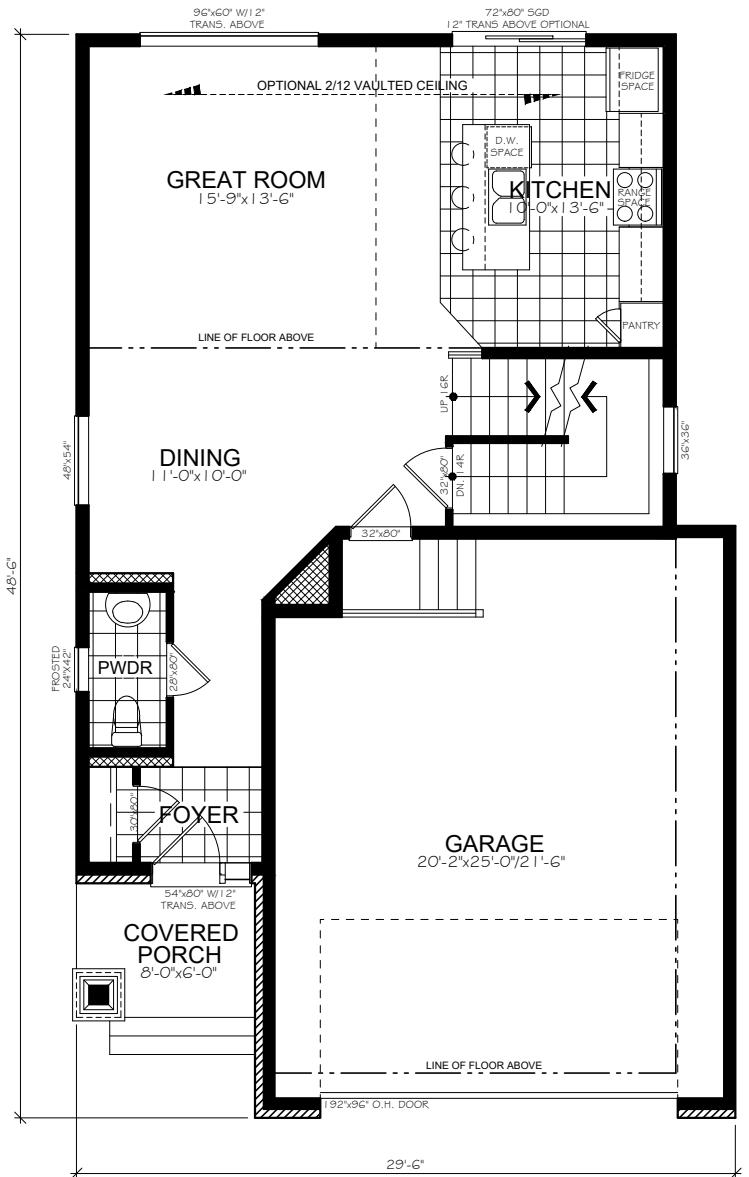 96"x60" W/12"
TRANS. ABOVE
72"x80" SGD
12" TRANS ABOVE OPTIONAL
FRIDGE
SPACE
OPTIONAL 2/12 VAULTED CEILING
D.W.
SPACE
GREAT ROOM
15'-9"x13'-6"
KITCHEN
10'-0"x13'-6"
RANGE
SPACE
PANTRY
LINE OF FLOOR ABOVE
UP 16R
48"x54"
DINING
11'-0"x10'-0"
32"x80"
DN. 14R
36"x36"
32"x80"
48'-6"
FROSTED
24"x42"
PWDR
28"x80"
30"x80"
FOYER
GARAGE
20'-2"x25'-0"/21'-6"
54"x80" W/12"
TRANS. ABOVE
COVERED
PORCH
8'-0"x6'-0"
LINE OF FLOOR ABOVE
192"x96" O.H. DOOR
29'-6"